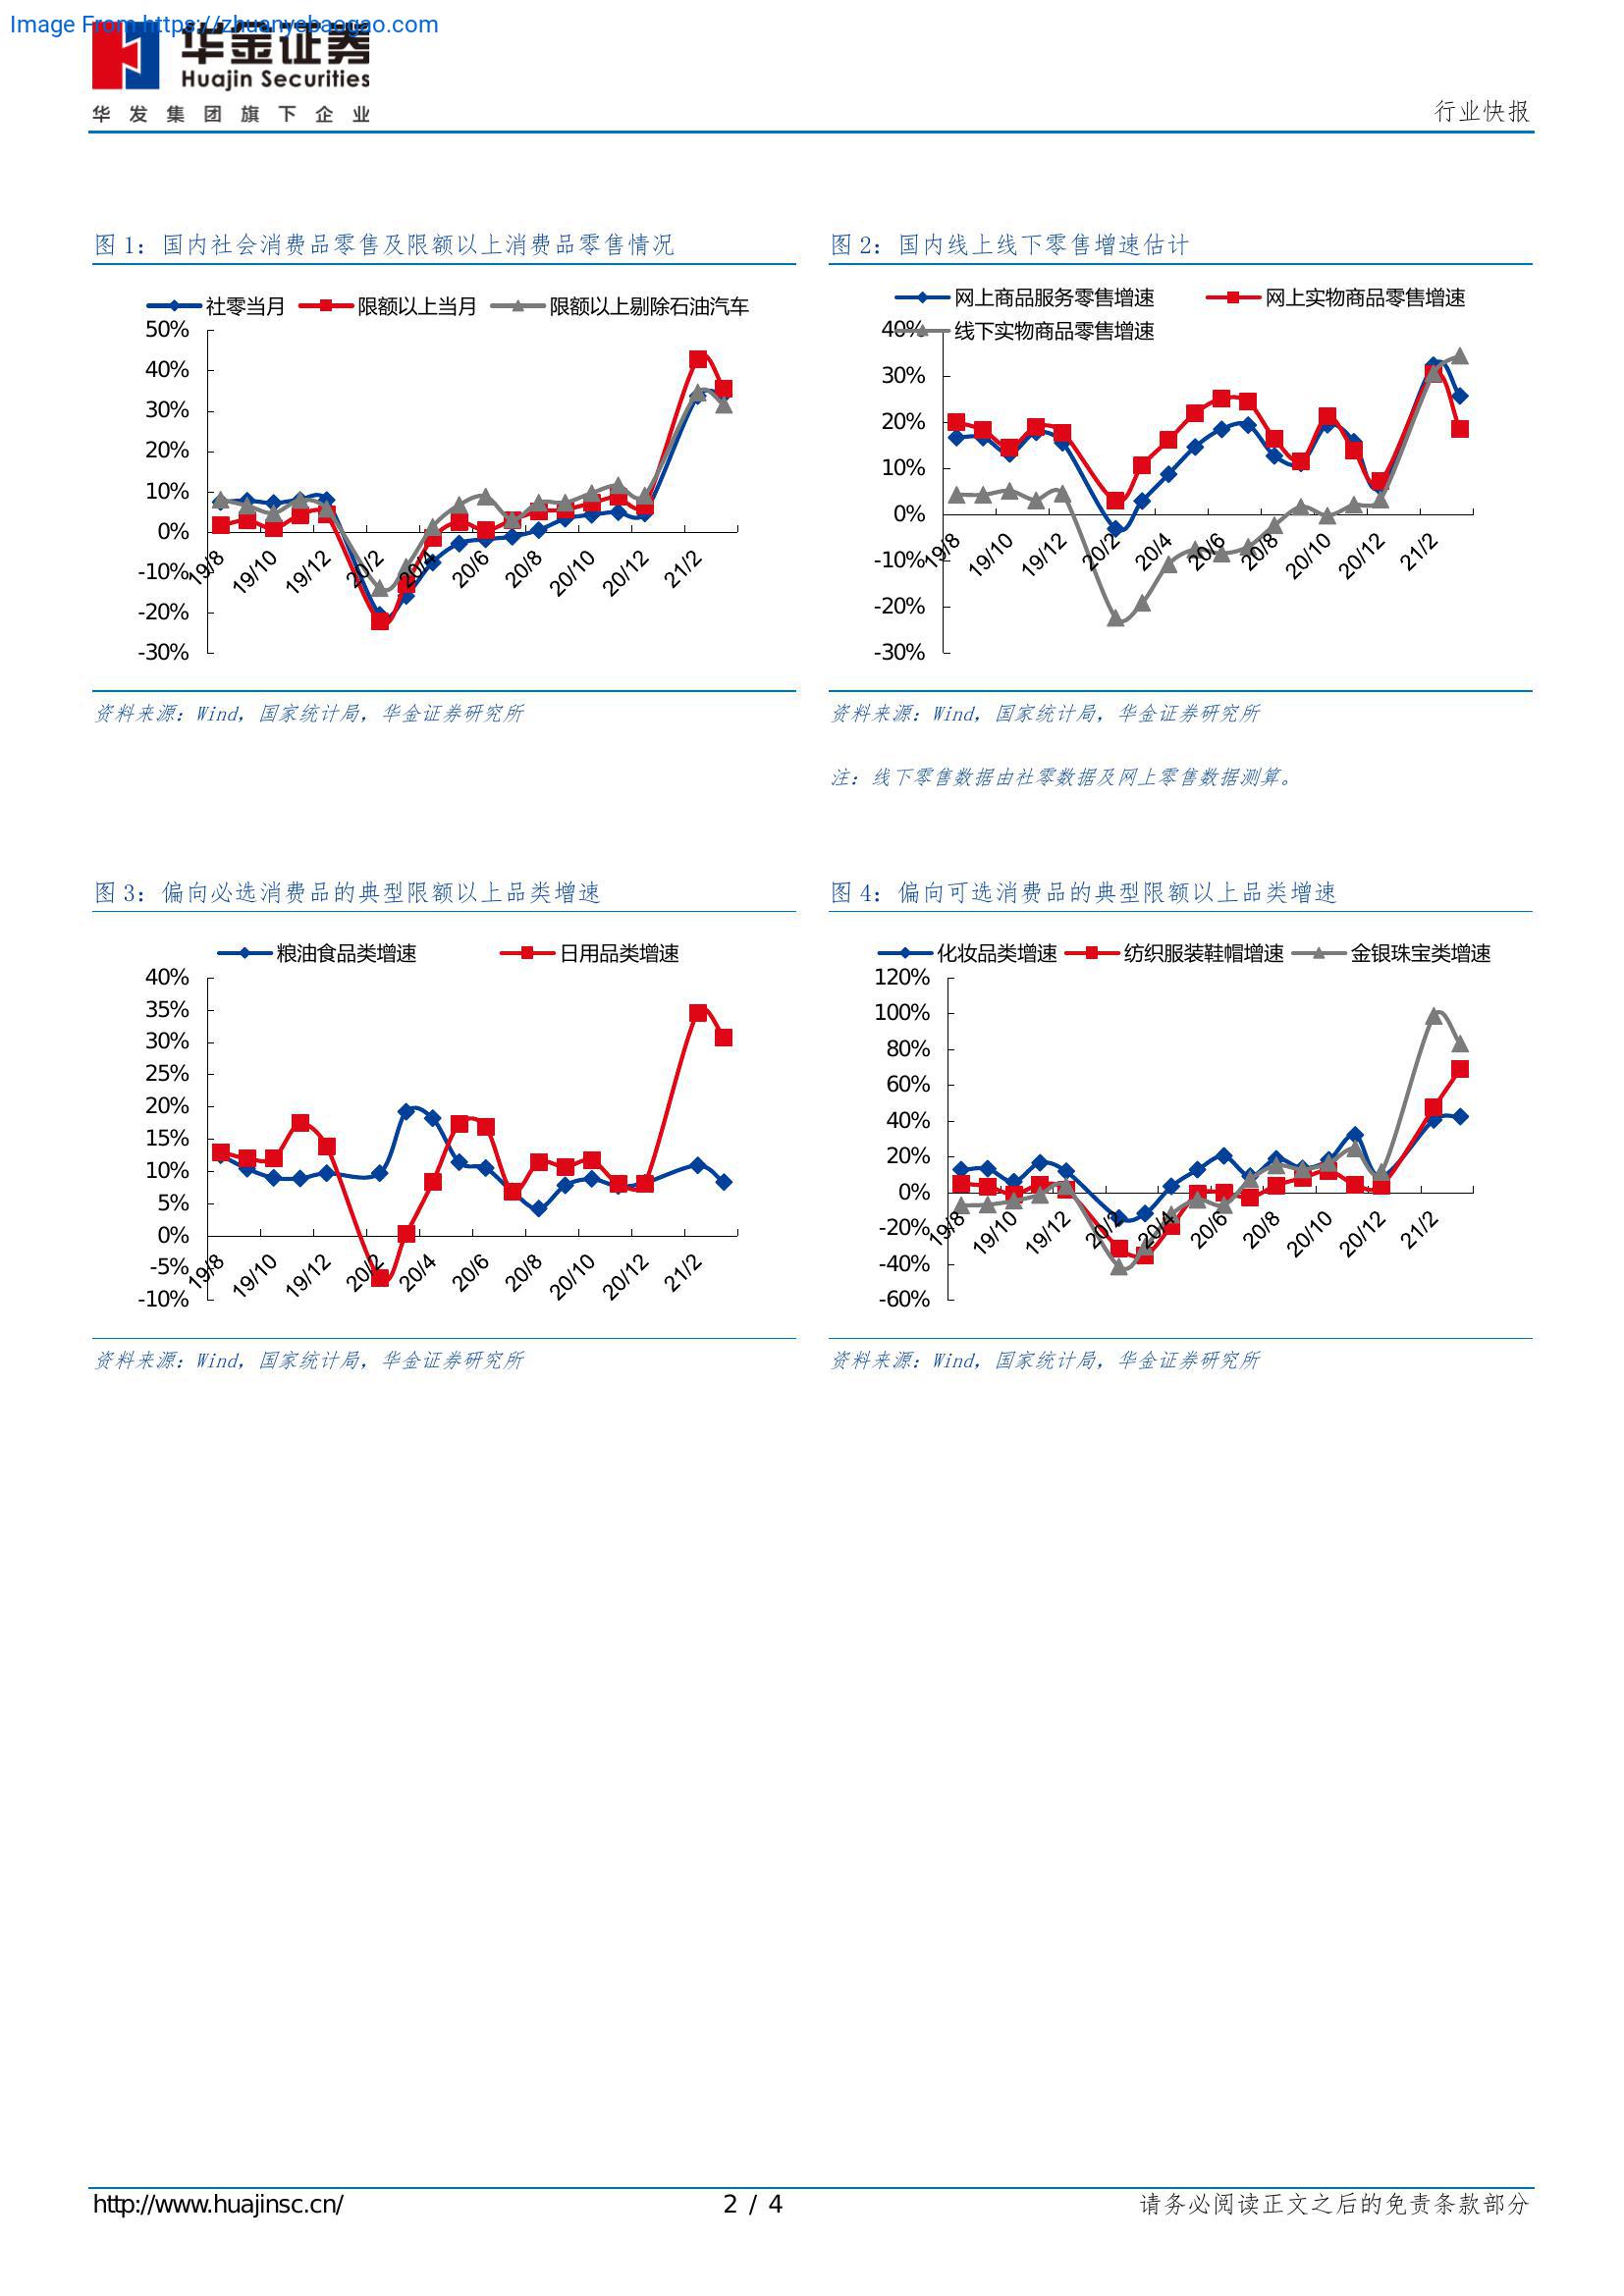 Image From https://zhuanyebaogao.com
华金证券
Huajin Securities
华发集团旗下企业
行业快报
图 1：国内社会消费品零售及限额以上消费品零售情况
社零当月 限额以上当月 限额以上剔除石油汽车
50%
40%
30%
20%
10%
0%
-10%
-20%
-30%
19/8 19/10 19/12 20/2 20/4 20/6 20/8 20/10 20/12 21/2
资料来源：Wind，国家统计局，华金证券研究所
图 2：国内线上线下零售增速估计
网上商品服务零售增速 网上实物商品零售增速
线下实物商品零售增速
40%
30%
20%
10%
0%
-10%
-20%
-30%
19/8 19/10 19/12 20/2 20/4 20/6 20/8 20/10 20/12 21/2
资料来源：Wind，国家统计局，华金证券研究所
注：线下零售数据由社零数据及网上零售数据测算。
图 3：偏向必选消费品的典型限额以上品类增速
粮油食品类增速 日用品类增速
40%
35%
30%
25%
20%
15%
10%
5%
0%
-5%
-10%
19/8 19/10 19/12 20/2 20/4 20/6 20/8 20/10 20/12 21/2
资料来源：Wind，国家统计局，华金证券研究所
图 4：偏向可选消费品的典型限额以上品类增速
化妆品类增速 纺织服装鞋帽增速 金银珠宝类增速
120%
100%
80%
60%
40%
20%
0%
-20%
-40%
-60%
19/8 19/10 19/12 20/2 20/4 20/6 20/8 20/10 20/12 21/2
资料来源：Wind，国家统计局，华金证券研究所
http://www.huajinsc.cn/ 2 / 4 请务必阅读正文之后的免责条款部分